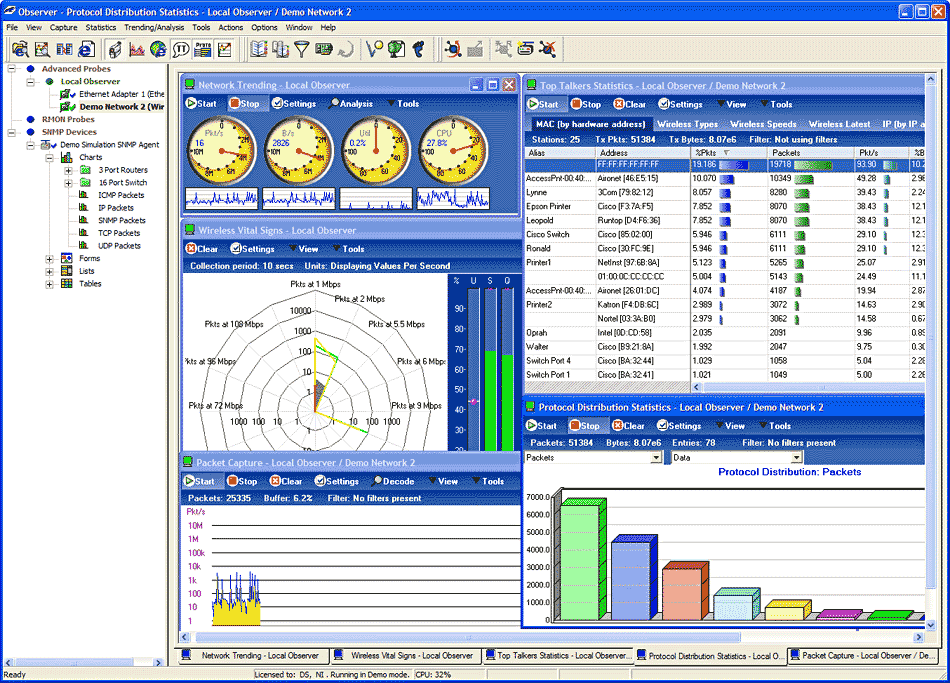 Observer - Protocol Distribution Statistics - Local Observer / Demo Network 2
File View Capture Statistics Trending/Analysis Tools Actions Options Window Help
Advanced Probes
Local Observer
Ethernet Adapter 1 (Ethe
Demo Network 2 (Wir
RMON Probes
SNMP Devices
Demo Simulation SNMP Agent
Charts
3 Port Routers
16 Port Switch
ICMP Packets
IP Packets
SNMP Packets
TCP Packets
UDP Packets
Forms
Lists
Tables
Network Trending - Local Observer
Start Stop Settings Analysis Tools
Pkt/s B/s Util CPU
16 2826 0.2% 27.8%
Wireless Vital Signs - Local Observer
Clear Settings View Tools
Collection period: 10 secs Units: Displaying Values Per Second
Pkts at 1 Mbps
Pkts at 2 Mbps
Pkts at 5.5 Mbps
Pkts at 6 Mbps
Pkts at 9 Mbps
Pkts at 108 Mbps
Pkts at 96 Mbps
Pkts at 72 Mbps
10000
1000
100
10
1
1000 100 10
10 100 1000
% U S Q
90-
80-
70-
60-
50-
40-
30-
Packet Capture - Local Observer / Demo Network 2
Start Stop Clear Settings Decode View Tools
Packets: 25335 Buffer: 6.2% Filter: No filters present
Pkt/s
10M
1M
100k
10k
1k
100
10
1
Top Talkers Statistics - Local Observer / Demo Network 2
Start Stop Clear Settings View Tools
MAC (by hardware address) Wireless Types Wireless Speeds Wireless Latest IP (by IP a
Stations: 25 Tx Pkts: 51384 Tx Bytes: 8.07e6 Filter: Not using filters
Alias Address %Pkts Packets Pkt/s %B
FF:FF:FF:FF:FF:FF 19.186 19718 93.90 10.2
AccessPnt-00:40:... Aironet [46:E5:15] 10.070 10349 49.28 2.96
Lynne 3Com [79:82:12] 8.057 8280 39.43 2.24
Epson Printer Cisco [F3:7A:F5] 7.852 8070 38.43 12.1
Leopold Runtop [D4:F6:36] 7.852 8070 38.43 12.1
Cisco Switch Cisco [85:02:00] 5.946 6111 29.10 12.3
Ronald Cisco [30:FC:9E] 5.946 6111 29.10 12.3
Printer1 NetInst [97:6B:8A] 5.123 5265 25.07 2.91
01:00:0C:CC:CC:CC 5.004 5143 24.49 11.1
AccessPnt-00:40:... Aironet [26:01:DC] 4.074 4187 19.94 2.87
Printer2 Katron [F4:DB:6C] 2.989 3072 14.63 2.90
Nortel [03:3A:B0] 2.979 3062 14.58 0.67
Oprah Intel [0D:CD:58] 2.035 2091 9.96 0.89
Walter Cisco [B9:21:8A] 1.992 2047 9.75 0.30
Switch Port 4 Cisco [BA:32:44] 1.029 1058 5.04 2.28
Switch Port 1 Cisco [BA:32:41] 1.021 1049 5.00 2.26
Protocol Distribution Statistics - Local Observer / Demo Network 2
Start Stop Clear Settings View Tools
Packets: 51384 Bytes: 8.07e6 Entries: 78 Filter: No filters present
Packets Data
Protocol Distribution: Packets
7000.0
6000.0
5000.0
4000.0
3000.0
2000.0
1000.0
0
Network Trending - Local Observer Wireless Vital Signs - Local Observer Top Talkers Statistics - Local Observer... Protocol Distribution Statistics - Local O... Packet Capture - Local Observer / De...
Ready Licensed to: DS, NI . Running in Demo mode. CPU: 32%